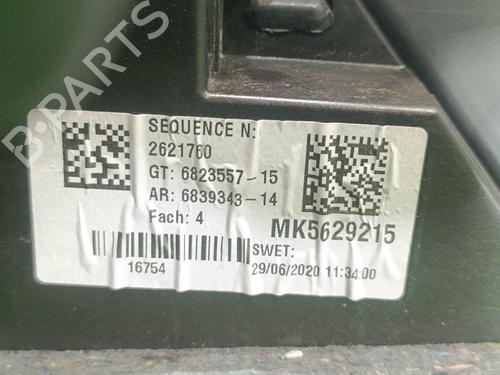 B-PARTS
SEQUENCE N:
2621760
GT: 6823557-15
AR: 6839343-14
Fach: 4
MK5629215
16754
SWET:
29/06/2020 11:34:00